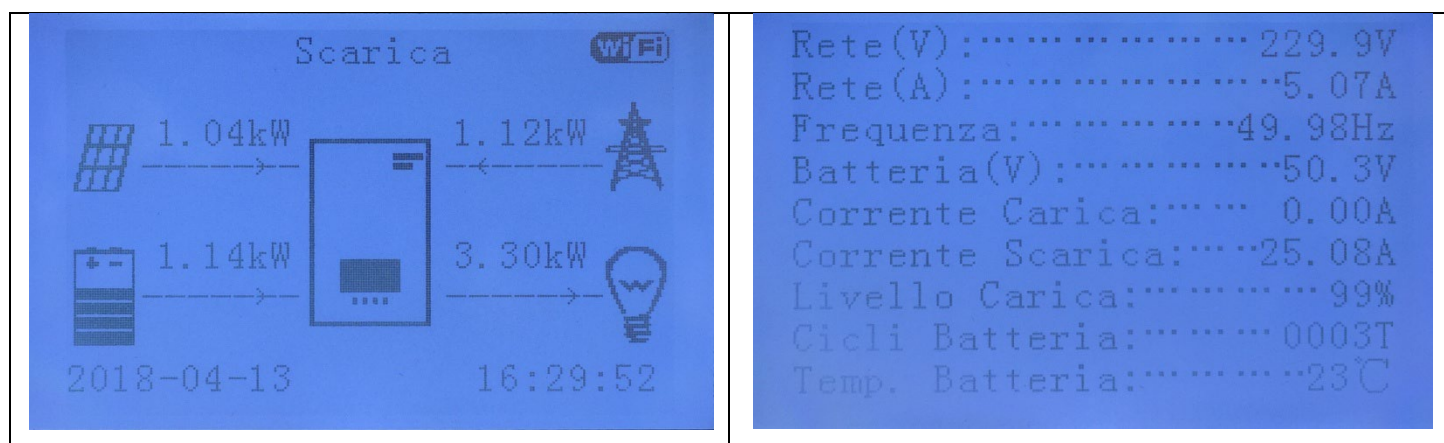 Scarica
WiFi
1.04kW
1.12kW
+ -
1.14kW
3.30kW
2018-04-13
16:29:52
Rete(V):⋯⋯⋯⋯⋯⋯229.9V
Rete(A):⋯⋯⋯⋯⋯⋯5.07A
Frequenza:⋯⋯⋯⋯⋯49.98Hz
Batteria(V):⋯⋯⋯⋯⋯50.3V
Corrente Carica:⋯⋯ 0.00A
Corrente Scarica:⋯⋯25.08A
Livello Carica:⋯⋯⋯⋯99%
Cicli Batteria:⋯⋯⋯0003T
Temp. Batteria:⋯⋯⋯⋯23℃